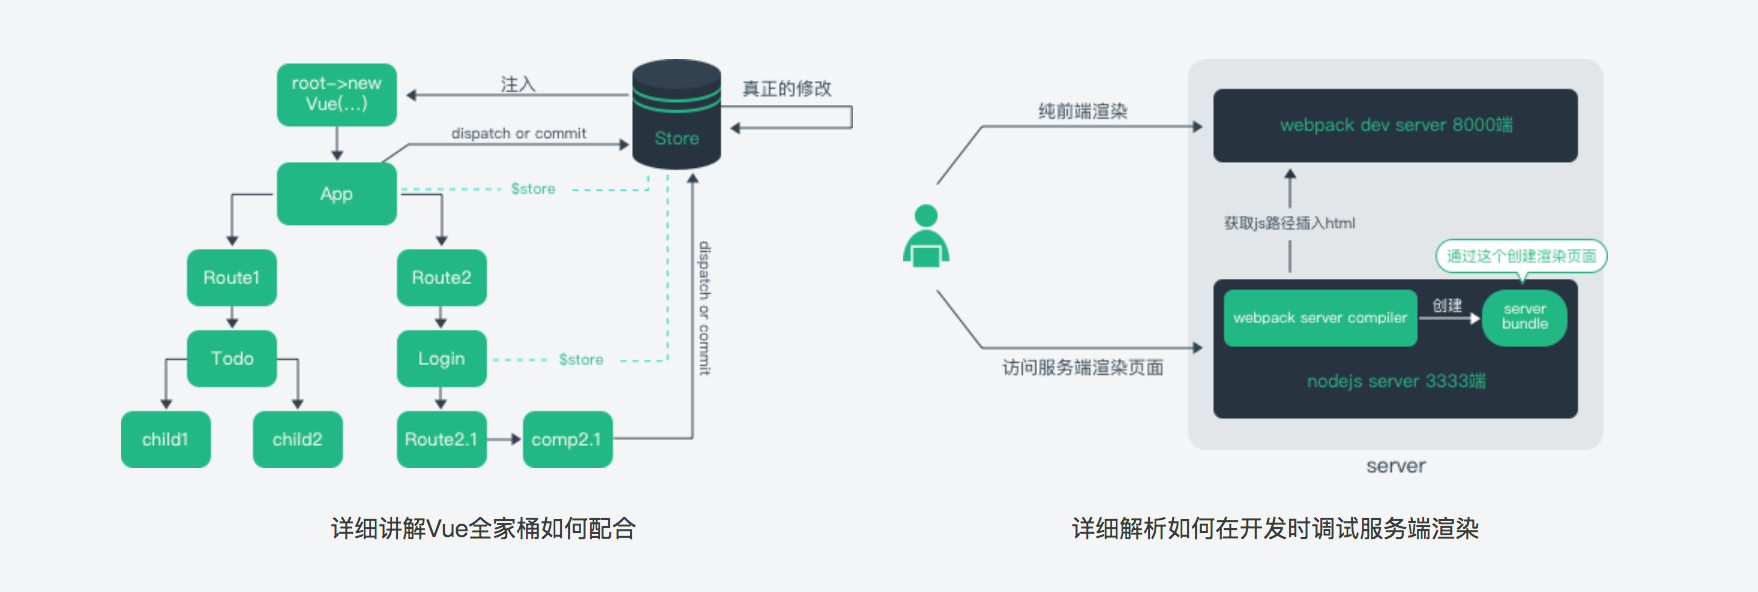 root->new
Vue(...)
注入
真正的修改
dispatch or commit
Store
App
$store
Route1
Route2
dispatch or commit
Todo
Login
$store
child1
child2
Route2.1
comp2.1
详细讲解Vue全家桶如何配合
纯前端渲染
webpack dev server 8000端
获取js路径插入html
通过这个创建渲染页面
webpack server compiler
创建
server
bundle
访问服务端渲染页面
nodejs server 3333端
server
详细解析如何在开发时调试服务端渲染